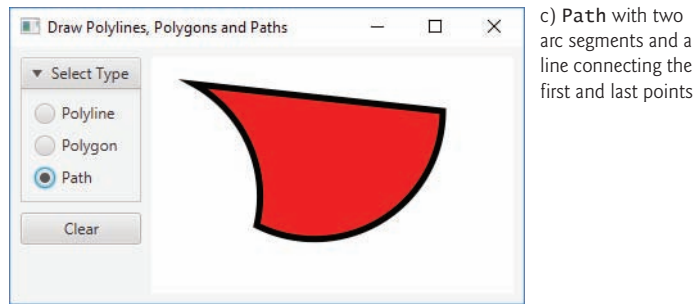 Draw Polylines, Polygons and Paths
Select Type
Polyline
Polygon
Path
Clear
c) Path with two
arc segments and a
line connecting the
first and last points